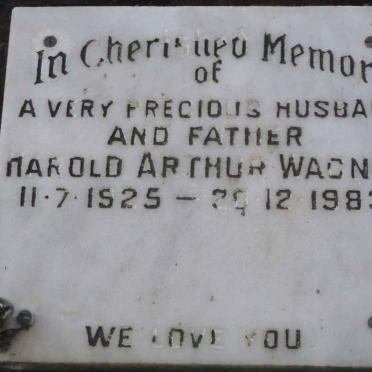 In Cherished Memor
of
A VERY PRECIOUS HUSBA
AND FATHER
HAROLD ARTHUR WAGN
11·7·1925 — 29 12 198
WE LOVE YOU